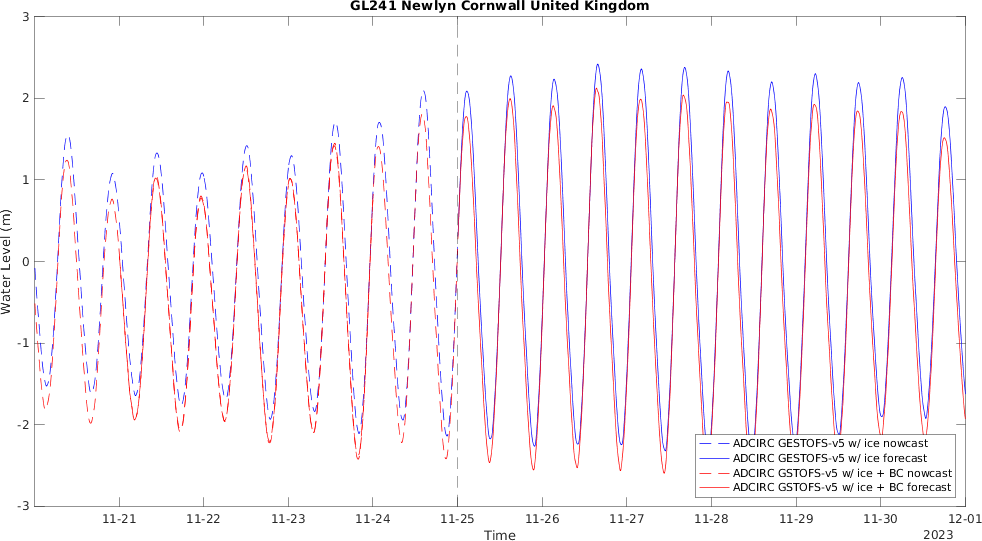 GL241 Newlyn Cornwall United Kingdom
3
2
1
0
-1
-2
-3
Water Level (m)
ADCIRC GESTOFS-v5 w/ ice nowcast
ADCIRC GESTOFS-v5 w/ ice forecast
ADCIRC GSTOFS-v5 w/ ice + BC nowcast
ADCIRC GSTOFS-v5 w/ ice + BC forecast
11-21 11-22 11-23 11-24 11-25 11-26 11-27 11-28 11-29 11-30 12-01
Time
2023